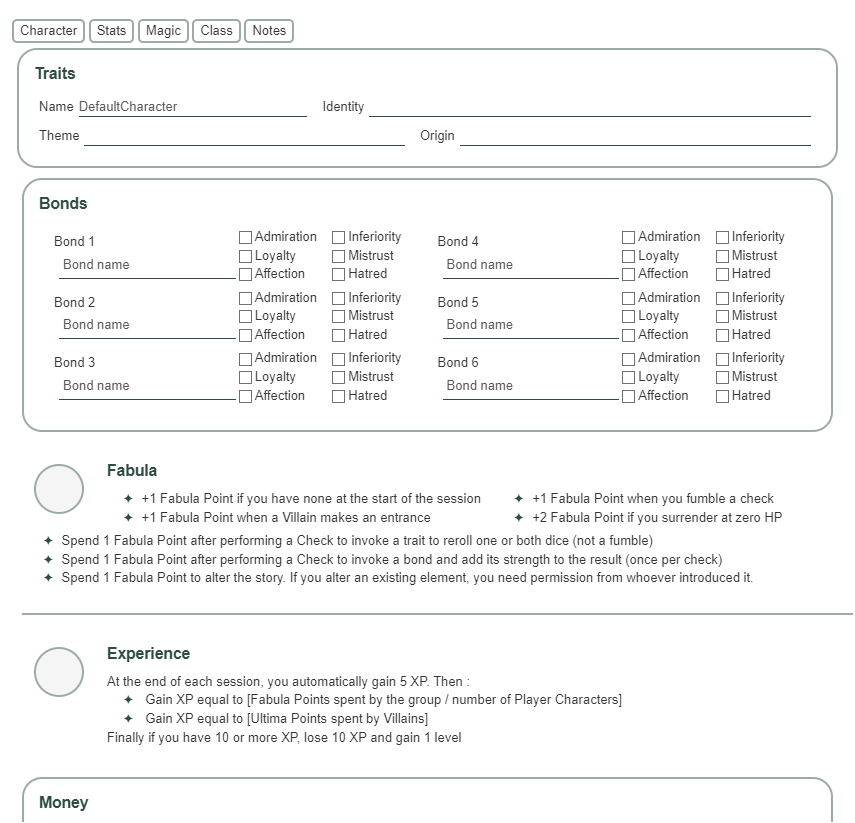 Character Stats Magic Class Notes
Traits
Name DefaultCharacter Identity
Theme Origin
Bonds
Bond 1
Bond name
Admiration Inferiority
Loyalty Mistrust
Affection Hatred
Bond 4
Bond name
Admiration Inferiority
Loyalty Mistrust
Affection Hatred
Bond 2
Bond name
Admiration Inferiority
Loyalty Mistrust
Affection Hatred
Bond 5
Bond name
Admiration Inferiority
Loyalty Mistrust
Affection Hatred
Bond 3
Bond name
Admiration Inferiority
Loyalty Mistrust
Affection Hatred
Bond 6
Bond name
Admiration Inferiority
Loyalty Mistrust
Affection Hatred
Fabula
✦ +1 Fabula Point if you have none at the start of the session ✦ +1 Fabula Point when you fumble a check
✦ +1 Fabula Point when a Villain makes an entrance ✦ +2 Fabula Point if you surrender at zero HP
✦ Spend 1 Fabula Point after performing a Check to invoke a trait to reroll one or both dice (not a fumble)
✦ Spend 1 Fabula Point after performing a Check to invoke a bond and add its strength to the result (once per check)
✦ Spend 1 Fabula Point to alter the story. If you alter an existing element, you need permission from whoever introduced it.
Experience
At the end of each session, you automatically gain 5 XP. Then :
✦ Gain XP equal to [Fabula Points spent by the group / number of Player Characters]
✦ Gain XP equal to [Ultima Points spent by Villains]
Finally if you have 10 or more XP, lose 10 XP and gain 1 level
Money